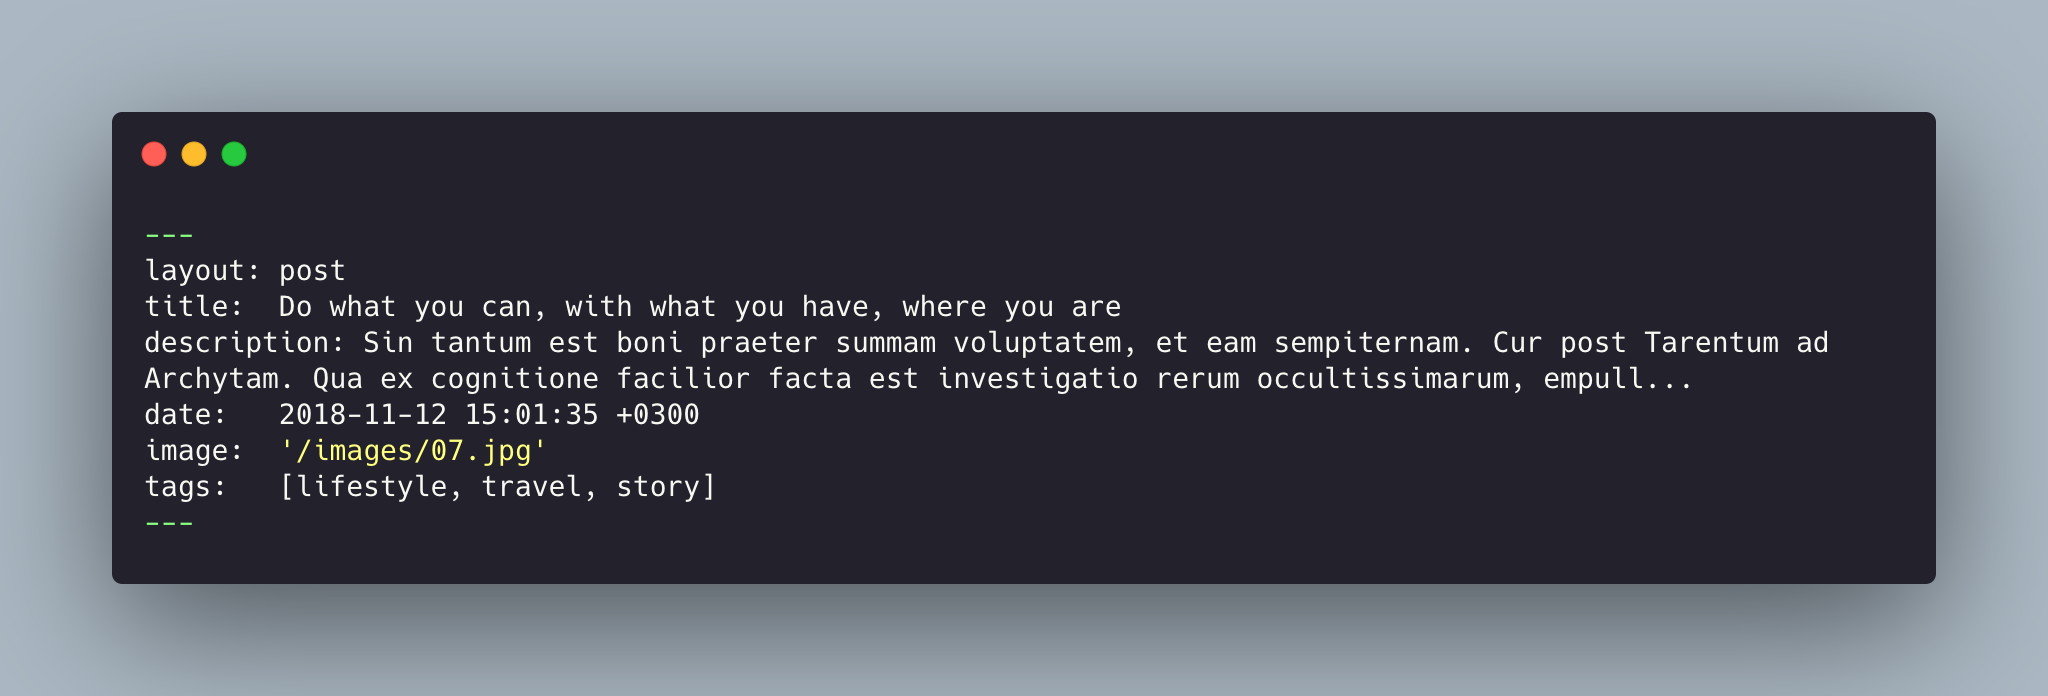 ---
layout: post
title:  Do what you can, with what you have, where you are
description: Sin tantum est boni praeter summam voluptatem, et eam sempiternam. Cur post Tarentum ad
Archytam. Qua ex cognitione facilior facta est investigatio rerum occultissimarum, empull...
date:   2018-11-12 15:01:35 +0300
image:  '/images/07.jpg'
tags:   [lifestyle, travel, story]
---